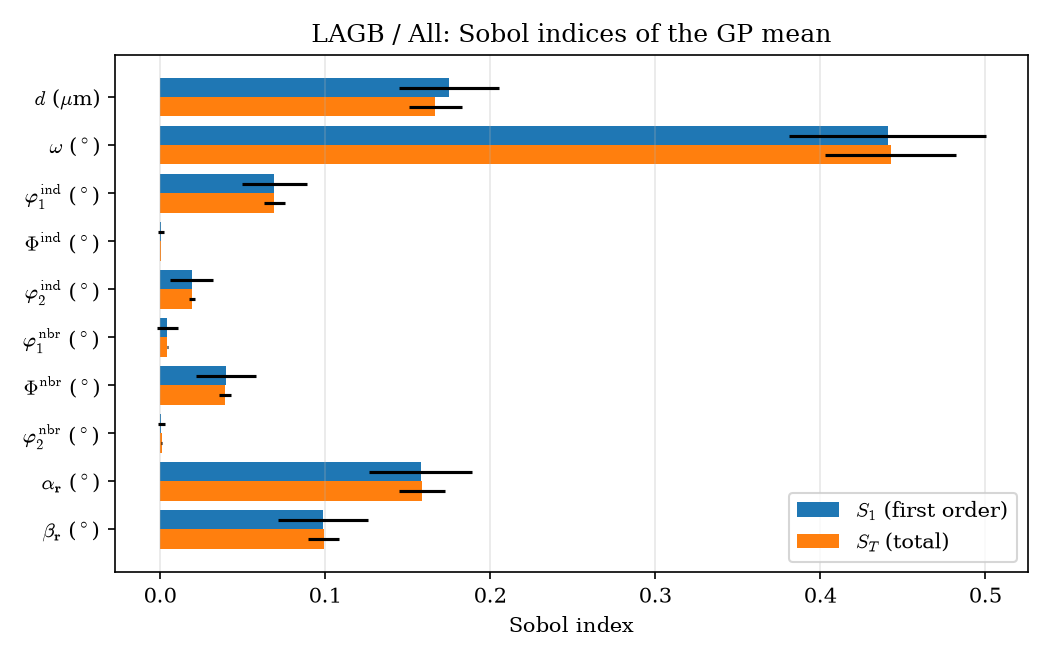 LAGB / All: Sobol indices of the GP mean
d (μm)
ω (°)
φ₁ⁱⁿᵈ (°)
Φⁱⁿᵈ (°)
φ₂ⁱⁿᵈ (°)
φ₁ⁿᵇʳ (°)
Φⁿᵇʳ (°)
φ₂ⁿᵇʳ (°)
αᵣ (°)
βᵣ (°)
S₁ (first order)
S_T (total)
0.0 0.1 0.2 0.3 0.4 0.5
Sobol index